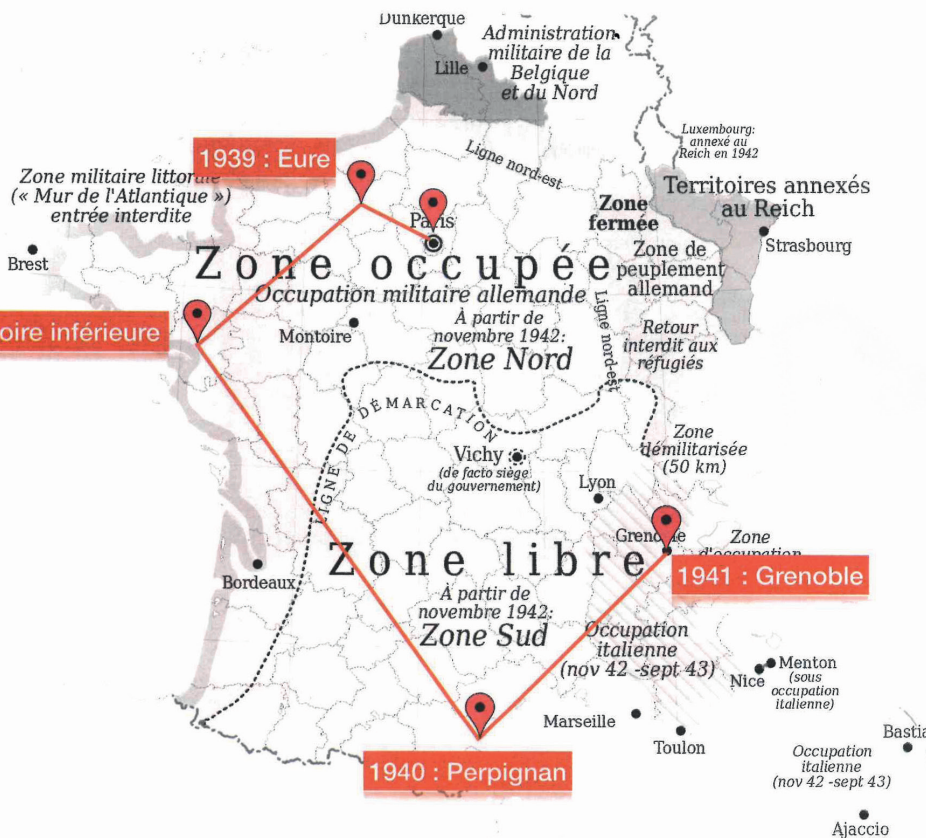 Dunkerque
Administration
militaire de la
Belgique
et du Nord
Lille
Luxembourg:
annexé au
Reich en 1942
Ligne nord-est
1939 : Eure
Zone militaire littorale
(« Mur de l'Atlantique »)
entrée interdite
Territoires annexés
au Reich
Zone
fermée
Paris
Strasbourg
Brest
Zone occupée
Zone de
peuplement
allemand
Occupation militaire allemande
À partir de
novembre 1942:
Zone Nord
Ligne nord-est
oire inférieure
Montoire
Retour
interdit aux
réfugiés
LIGNE DE DÉMARCATION
Vichy
(de facto siège
du gouvernement)
Zone
démilitarisée
(50 km)
Lyon
Grenoble
Zone
d'occupation
Zone libre
1941 : Grenoble
Bordeaux
À partir de
novembre 1942:
Zone Sud
Occupation
italienne
(nov 42 -sept 43)
Nice
Menton
(sous
occupation
italienne)
Marseille
Toulon
1940 : Perpignan
Bastia
Occupation
italienne
(nov 42 -sept 43)
Ajaccio